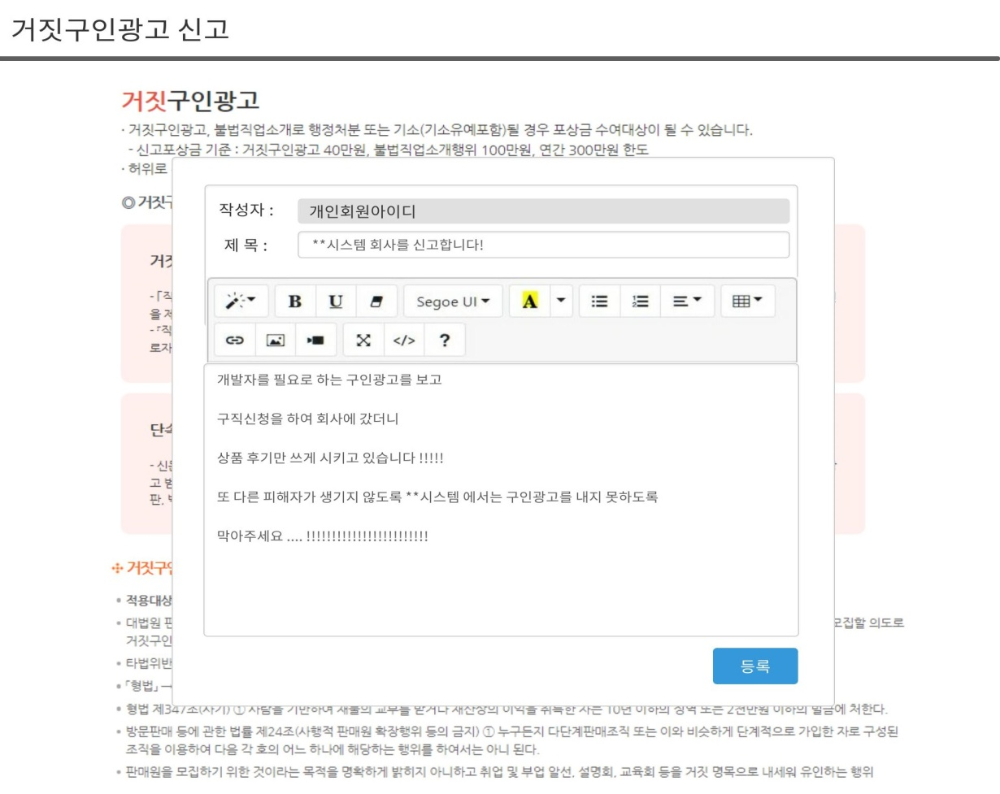 거짓구인광고 신고
거짓구인광고
· 거짓구인광고, 불법직업소개로 행정처분 또는 기소(기소유예포함)될 경우 포상금 수여대상이 될 수 있습니다.
- 신고포상금 기준 : 거짓구인광고 40만원, 불법직업소개행위 100만원, 연간 300만원 한도
· 허위로
◎ 거짓구
작성자 : 개인회원아이디
제 목 : **시스템 회사를 신고합니다!
거짓
- 「직
을 제
- 「직
로자
B U Segoe UI A
</> ?
개발자를 필요로 하는 구인광고를 보고
구직신청을 하여 회사에 갔더니
상품 후기만 쓰게 시키고 있습니다 !!!!!
또 다른 피해자가 생기지 않도록 **시스템 에서는 구인광고를 내지 못하도록
막아주세요 .... !!!!!!!!!!!!!!!!!!!!!!!!
단속
- 신문
고 범
판, 벽
등록
거짓구인
• 적용대상
• 대법원 판 모집할 의도로
거짓구인
• 타법위반
• 「형법」 →
• 형법 제347조(사기) ① 사람을 기망하여 재물의 교부를 받거나 재산상의 이익을 취득한 자는 10년 이하의 징역 또는 2천만원 이하의 벌금에 처한다.
• 방문판매 등에 관한 법률 제24조(사행적 판매원 확장행위 등의 금지) ① 누구든지 다단계판매조직 또는 이와 비슷하게 단계적으로 가입한 자로 구성된
조직을 이용하여 다음 각 호의 어느 하나에 해당하는 행위를 하여서는 아니 된다.
• 판매원을 모집하기 위한 것이라는 목적을 명확하게 밝히지 아니하고 취업 및 부업 알선, 설명회, 교육회 등을 거짓 명목으로 내세워 유인하는 행위